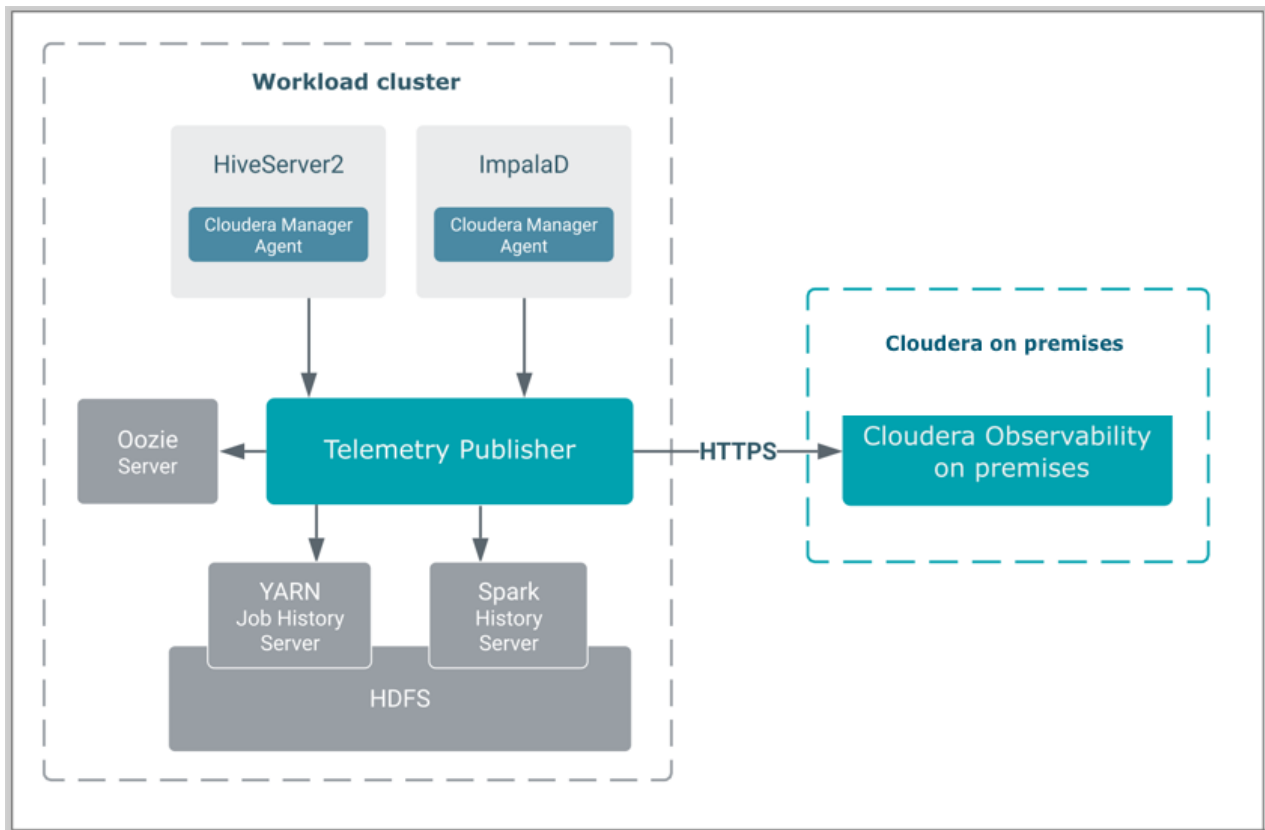 Workload cluster
HiveServer2
Cloudera Manager
Agent
ImpalaD
Cloudera Manager
Agent
Oozie
Server
Telemetry Publisher
HTTPS
Cloudera on premises
Cloudera Observability
on premises
YARN
Job History
Server
Spark
History
Server
HDFS